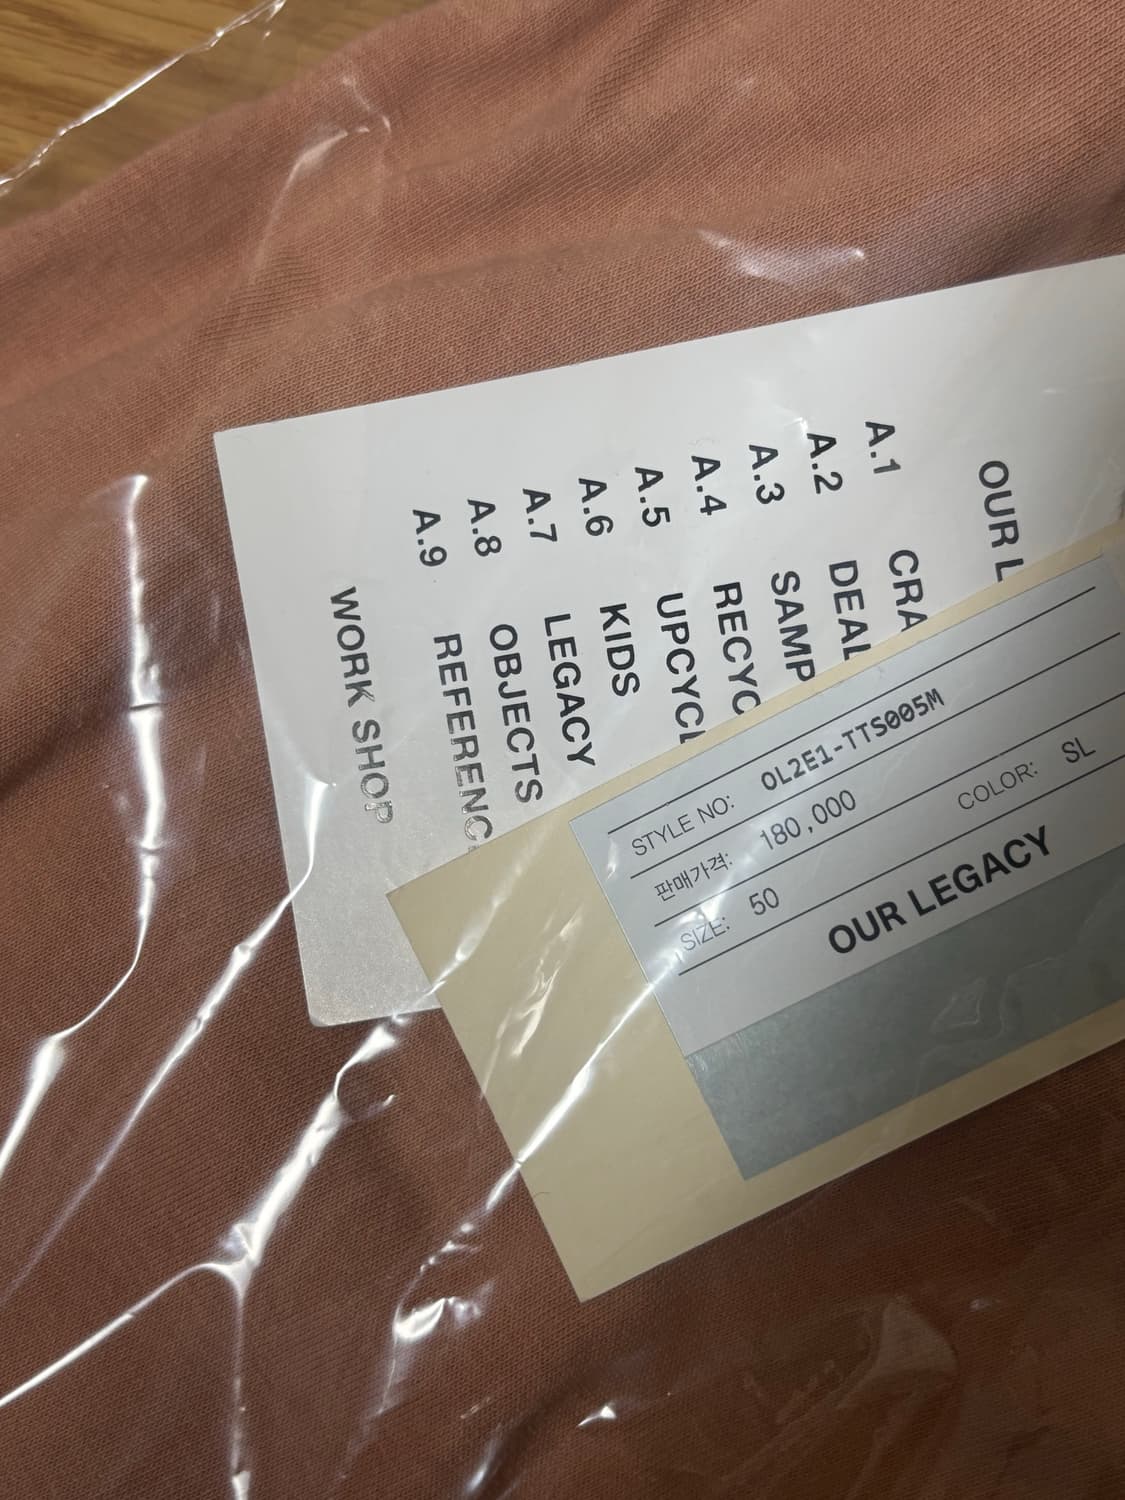 OUR L
A.1 CRA
A.2 DEAL
A.3 SAMP
A.4 RECYC
A.5 UPCYCL
A.6 KIDS
A.7 LEGACY
A.8 OBJECTS
A.9 REFERENC
WORK SHOP
STYLE NO: OL2E1-TTS005M
판매가격: 180,000
SIZE: 50 COLOR: SL
OUR LEGACY